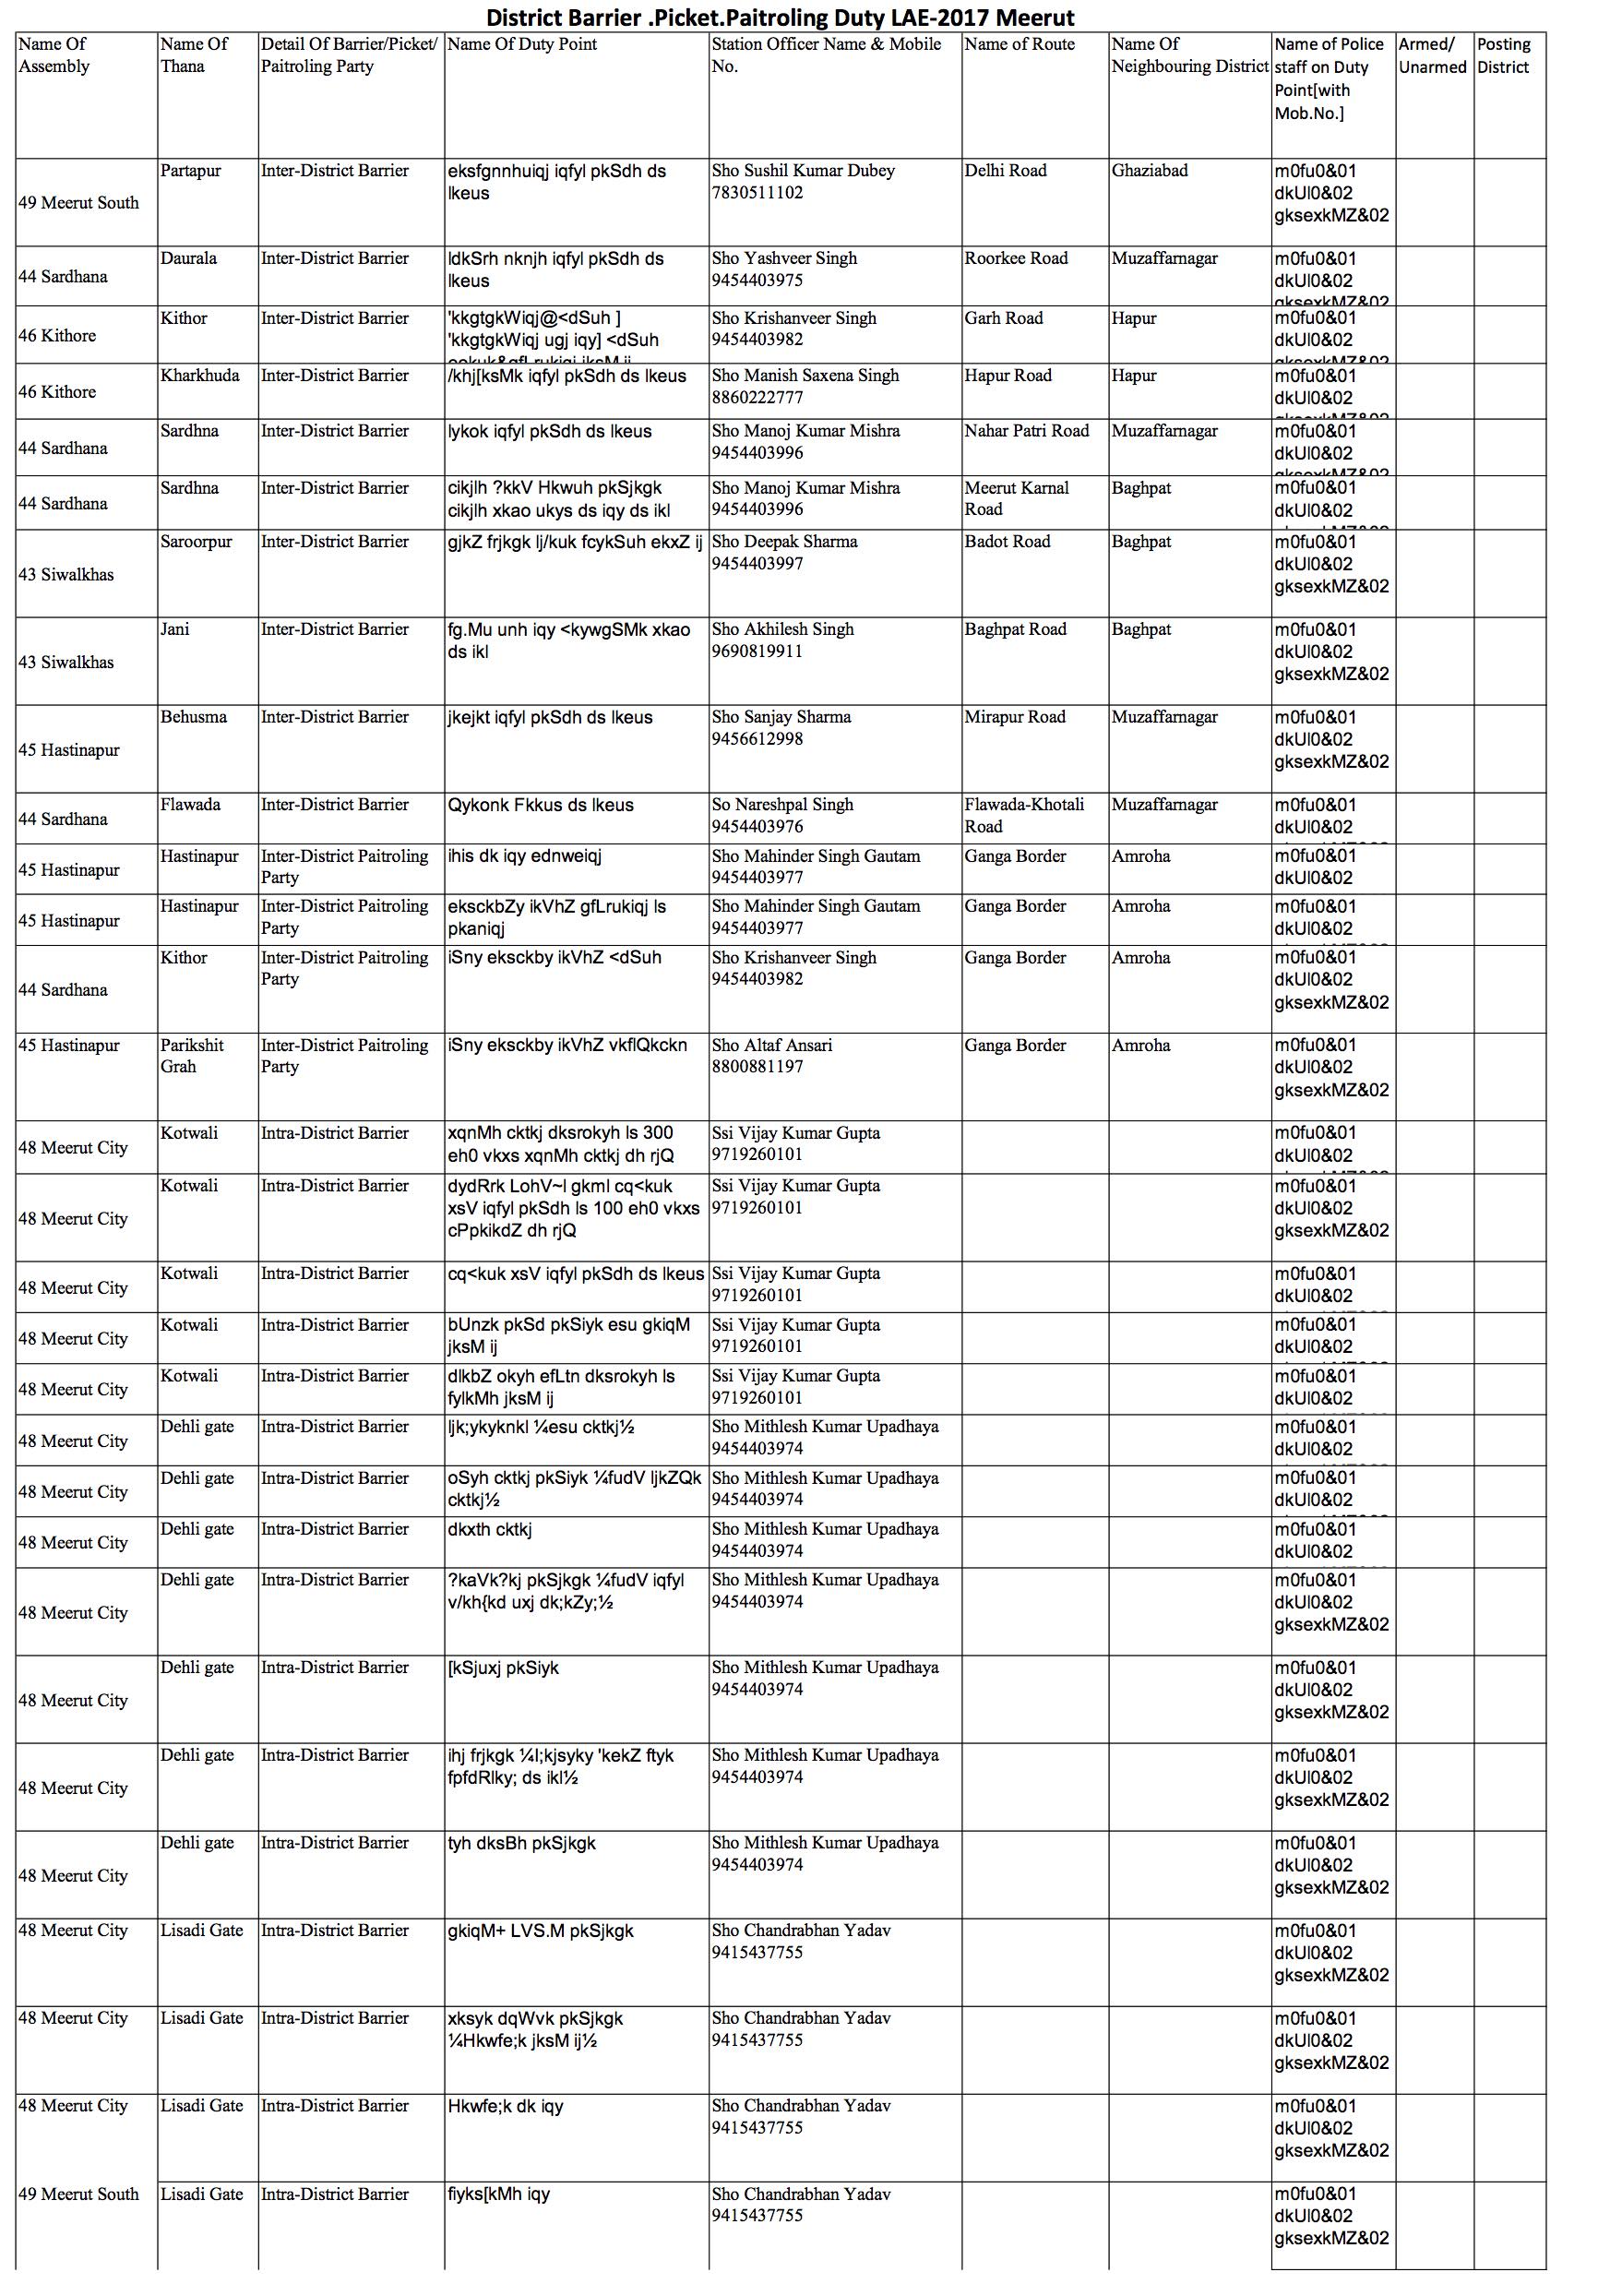 District Barrier .Picket.Paitroling Duty LAE-2017 Meerut
Name Of Assembly	Name Of Thana	Detail Of Barrier/Picket/ Paitroling Party	Name Of Duty Point	Station Officer Name & Mobile No.	Name of Route	Name Of Neighbouring District	Name of Police staff on Duty Point[with Mob.No.]	Armed/ Unarmed	Posting District
49 Meerut South	Partapur	Inter-District Barrier	eksfgnnhuiqj iqfyl pkSdh ds lkeus	Sho Sushil Kumar Dubey 7830511102	Delhi Road	Ghaziabad	m0fu0&01 dkUl0&02 gksexkMZ&02
44 Sardhana	Daurala	Inter-District Barrier	ldkSrh nknjh iqfyl pkSdh ds lkeus	Sho Yashveer Singh 9454403975	Roorkee Road	Muzaffarnagar	m0fu0&01 dkUl0&02 gksexkMZ&02
46 Kithore	Kithor	Inter-District Barrier	'kkgtgkWiqj@<dSuh ] 'kkgtgkWiqj ugj iqy] <dSuh	Sho Krishanveer Singh 9454403982	Garh Road	Hapur	m0fu0&01 dkUl0&02 gksexkMZ&02
46 Kithore	Kharkhuda	Inter-District Barrier	/khj[ksMk iqfyl pkSdh ds lkeus	Sho Manish Saxena Singh 8860222777	Hapur Road	Hapur	m0fu0&01 dkUl0&02
44 Sardhana	Sardhna	Inter-District Barrier	lykok iqfyl pkSdh ds lkeus	Sho Manoj Kumar Mishra 9454403996	Nahar Patri Road	Muzaffarnagar	m0fu0&01 dkUl0&02
44 Sardhana	Sardhna	Inter-District Barrier	cikjlh ?kkV Hkwuh pkSjkgk cikjlh xkao ukys ds iqy ds ikl	Sho Manoj Kumar Mishra 9454403996	Meerut Karnal Road	Baghpat	m0fu0&01 dkUl0&02
43 Siwalkhas	Saroorpur	Inter-District Barrier	gjkZ frjkgk lj/kuk fcykSuh ekxZ ij	Sho Deepak Sharma 9454403997	Badot Road	Baghpat	m0fu0&01 dkUl0&02 gksexkMZ&02
43 Siwalkhas	Jani	Inter-District Barrier	fg.Mu unh iqy <kywgSMk xkao ds ikl	Sho Akhilesh Singh 9690819911	Baghpat Road	Baghpat	m0fu0&01 dkUl0&02 gksexkMZ&02
45 Hastinapur	Behusma	Inter-District Barrier	jkejkt iqfyl pkSdh ds lkeus	Sho Sanjay Sharma 9456612998	Mirapur Road	Muzaffarnagar	m0fu0&01 dkUl0&02 gksexkMZ&02
44 Sardhana	Flawada	Inter-District Barrier	Qykonk Fkkus ds lkeus	So Nareshpal Singh 9454403976	Flawada-Khotali Road	Muzaffarnagar	m0fu0&01 dkUl0&02
45 Hastinapur	Hastinapur	Inter-District Paitroling Party	ihis dk iqy ednweiqj	Sho Mahinder Singh Gautam 9454403977	Ganga Border	Amroha	m0fu0&01 dkUl0&02
45 Hastinapur	Hastinapur	Inter-District Paitroling Party	eksckbZy ikVhZ gfLrukiqj ls pkaniqj	Sho Mahinder Singh Gautam 9454403977	Ganga Border	Amroha	m0fu0&01 dkUl0&02
44 Sardhana	Kithor	Inter-District Paitroling Party	iSny eksckby ikVhZ <dSuh	Sho Krishanveer Singh 9454403982	Ganga Border	Amroha	m0fu0&01 dkUl0&02 gksexkMZ&02
45 Hastinapur	Parikshit Grah	Inter-District Paitroling Party	iSny eksckby ikVhZ vkflQkckn	Sho Altaf Ansari 8800881197	Ganga Border	Amroha	m0fu0&01 dkUl0&02 gksexkMZ&02
48 Meerut City	Kotwali	Intra-District Barrier	xqnMh cktkj dksrokyh ls 300 eh0 vkxs xqnMh cktkj dh rjQ	Ssi Vijay Kumar Gupta 9719260101	m0fu0&01 dkUl0&02
48 Meerut City	Kotwali	Intra-District Barrier	dydRrk LohV~l gkml cq<kuk xsV iqfyl pkSdh ls 100 eh0 vkxs cPpkikdZ dh rjQ	Ssi Vijay Kumar Gupta 9719260101	m0fu0&01 dkUl0&02 gksexkMZ&02
48 Meerut City	Kotwali	Intra-District Barrier	cq<kuk xsV iqfyl pkSdh ds lkeus	Ssi Vijay Kumar Gupta 9719260101	m0fu0&01 dkUl0&02
48 Meerut City	Kotwali	Intra-District Barrier	bUnzk pkSd pkSiyk esu gkiqM jksM ij	Ssi Vijay Kumar Gupta 9719260101	m0fu0&01 dkUl0&02
48 Meerut City	Kotwali	Intra-District Barrier	dlkbZ okyh efLtn dksrokyh ls fylkMh jksM ij	Ssi Vijay Kumar Gupta 9719260101	m0fu0&01 dkUl0&02
48 Meerut City	Dehli gate	Intra-District Barrier	ljk;ykyknkl ¼esu cktkj½	Sho Mithlesh Kumar Upadhaya 9454403974	m0fu0&01 dkUl0&02
48 Meerut City	Dehli gate	Intra-District Barrier	oSyh cktkj pkSiyk ¼fudV ljkZQk cktkj½	Sho Mithlesh Kumar Upadhaya 9454403974	m0fu0&01 dkUl0&02
48 Meerut City	Dehli gate	Intra-District Barrier	dkxth cktkj	Sho Mithlesh Kumar Upadhaya 9454403974	m0fu0&01 dkUl0&02
48 Meerut City	Dehli gate	Intra-District Barrier	?kaVk?kj pkSjkgk ¼fudV iqfyl v/kh{kd uxj dk;kZy;½	Sho Mithlesh Kumar Upadhaya 9454403974	m0fu0&01 dkUl0&02 gksexkMZ&02
48 Meerut City	Dehli gate	Intra-District Barrier	[kSjuxj pkSiyk	Sho Mithlesh Kumar Upadhaya 9454403974	m0fu0&01 dkUl0&02 gksexkMZ&02
48 Meerut City	Dehli gate	Intra-District Barrier	ihj frjkgk ¼l;kjsyky 'kekZ ftyk fpfdRlky; ds ikl½	Sho Mithlesh Kumar Upadhaya 9454403974	m0fu0&01 dkUl0&02 gksexkMZ&02
48 Meerut City	Dehli gate	Intra-District Barrier	tyh dksBh pkSjkgk	Sho Mithlesh Kumar Upadhaya 9454403974	m0fu0&01 dkUl0&02 gksexkMZ&02
48 Meerut City	Lisadi Gate	Intra-District Barrier	gkiqM+ LVS.M pkSjkgk	Sho Chandrabhan Yadav 9415437755	m0fu0&01 dkUl0&02 gksexkMZ&02
48 Meerut City	Lisadi Gate	Intra-District Barrier	xksyk dqWvk pkSjkgk ¼Hkwfe;k jksM ij½	Sho Chandrabhan Yadav 9415437755	m0fu0&01 dkUl0&02 gksexkMZ&02
48 Meerut City	Lisadi Gate	Intra-District Barrier	Hkwfe;k dk iqy	Sho Chandrabhan Yadav 9415437755	m0fu0&01 dkUl0&02 gksexkMZ&02
49 Meerut South	Lisadi Gate	Intra-District Barrier	fiyks[kMh iqy	Sho Chandrabhan Yadav 9415437755	m0fu0&01 dkUl0&02 gksexkMZ&02